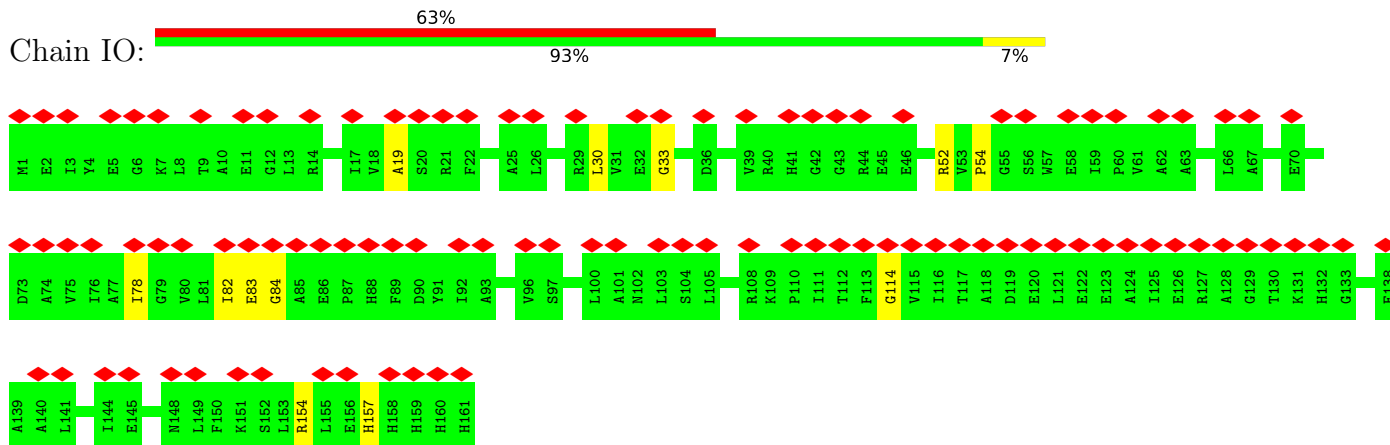 63%
Chain IO:
93% 7%
M1 E2 I3 Y4 E5 G6 K7 L8 T9 A10 E11 G12 L13 R14 I17 V18 A19 S20 R21 F22 A25 L26 R29 L30 V31 E32 G33 D36 V39 R40 H41 G42 G43 R44 E45 E46 R52 V53 P54 G55 S56 W57 E58 I59 P60 V61 A62 A63 L66 A67 E70
D73 A74 V75 I76 A77 I78 G79 V80 L81 I82 E83 G84 A85 E86 P87 H88 F89 D90 Y91 I92 A93 V96 S97 L100 A101 N102 L103 S104 L105 R108 K109 P110 I111 T112 F113 G114 V115 I116 T117 A118 D119 E120 L121 E122 E123 A124 I125 E126 R127 A128 G129 T130 K131 H132 G133
A139 A140 L141 I144 E145 N148 L149 F150 K151 S152 L153 R154 L155 E156 H157 H158 H159 H160 H161